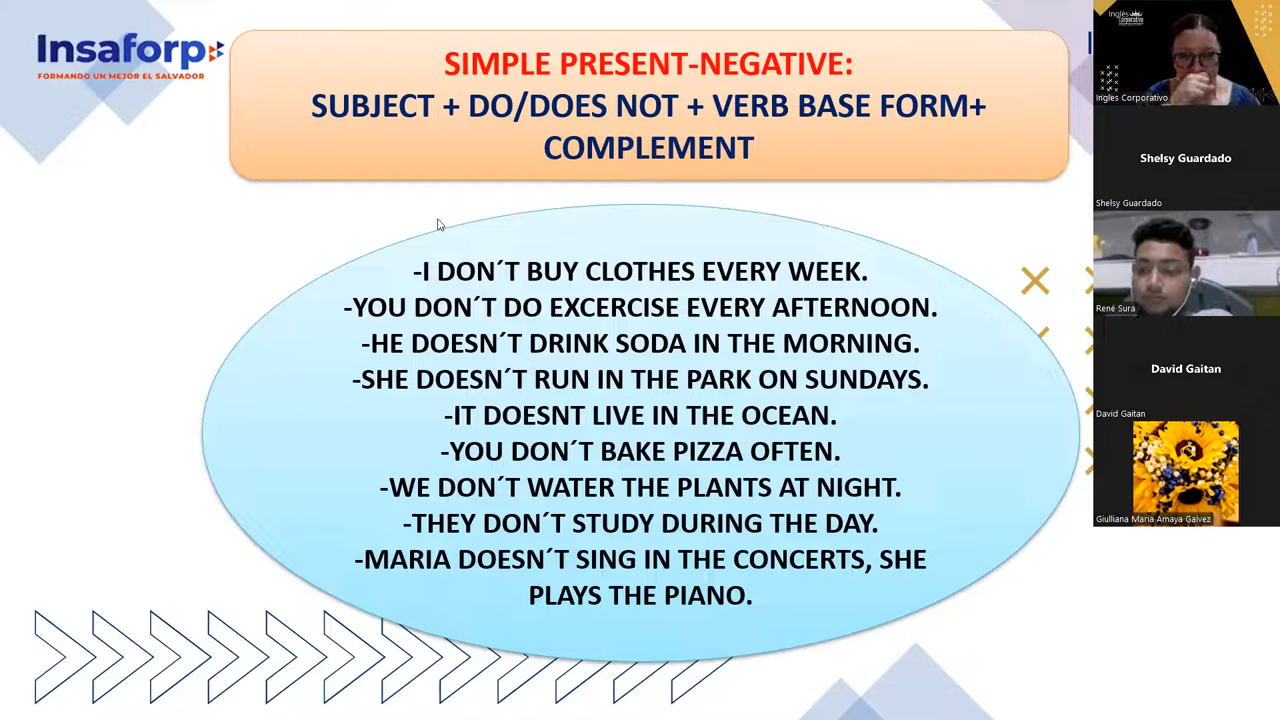 Insaforp
FORMANDO UN MEJOR EL SALVADOR
SIMPLE PRESENT-NEGATIVE:
SUBJECT + DO/DOES NOT + VERB BASE FORM+
COMPLEMENT
-I DON´T BUY CLOTHES EVERY WEEK.
-YOU DON´T DO EXCERCISE EVERY AFTERNOON.
-HE DOESN´T DRINK SODA IN THE MORNING.
-SHE DOESN´T RUN IN THE PARK ON SUNDAYS.
-IT DOESNT LIVE IN THE OCEAN.
-YOU DON´T BAKE PIZZA OFTEN.
-WE DON´T WATER THE PLANTS AT NIGHT.
-THEY DON´T STUDY DURING THE DAY.
-MARIA DOESN´T SING IN THE CONCERTS, SHE
PLAYS THE PIANO.
Inglés
Corporativo
Ingles Corporativo
Shelsy Guardado
Shelsy Guardado
René Sura
David Gaitan
David Gaitan
Giulliana Maria Amaya Galvez